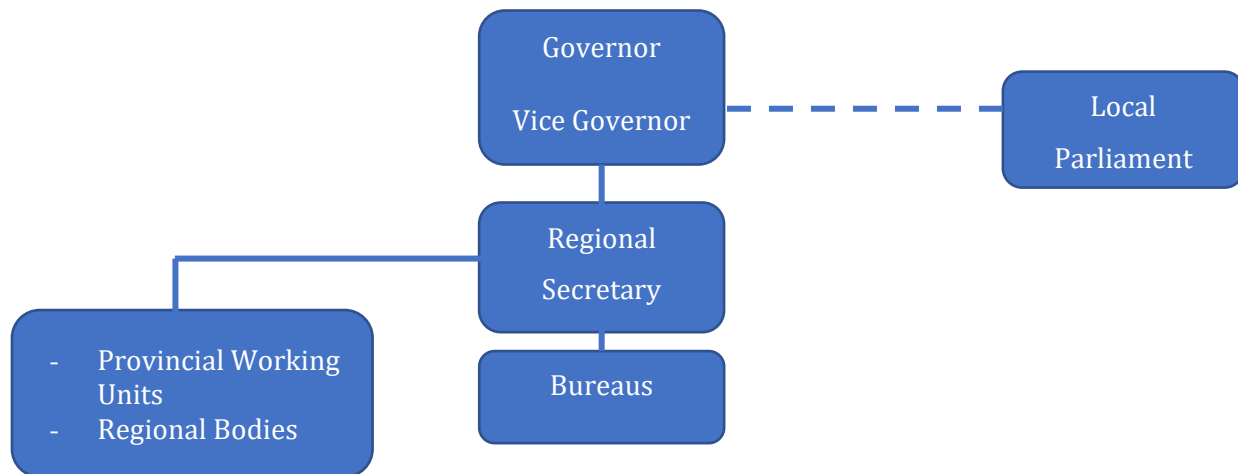 Governor
Vice Governor
Local
Parliament
Regional
Secretary
- Provincial Working
Units
- Regional Bodies
Bureaus